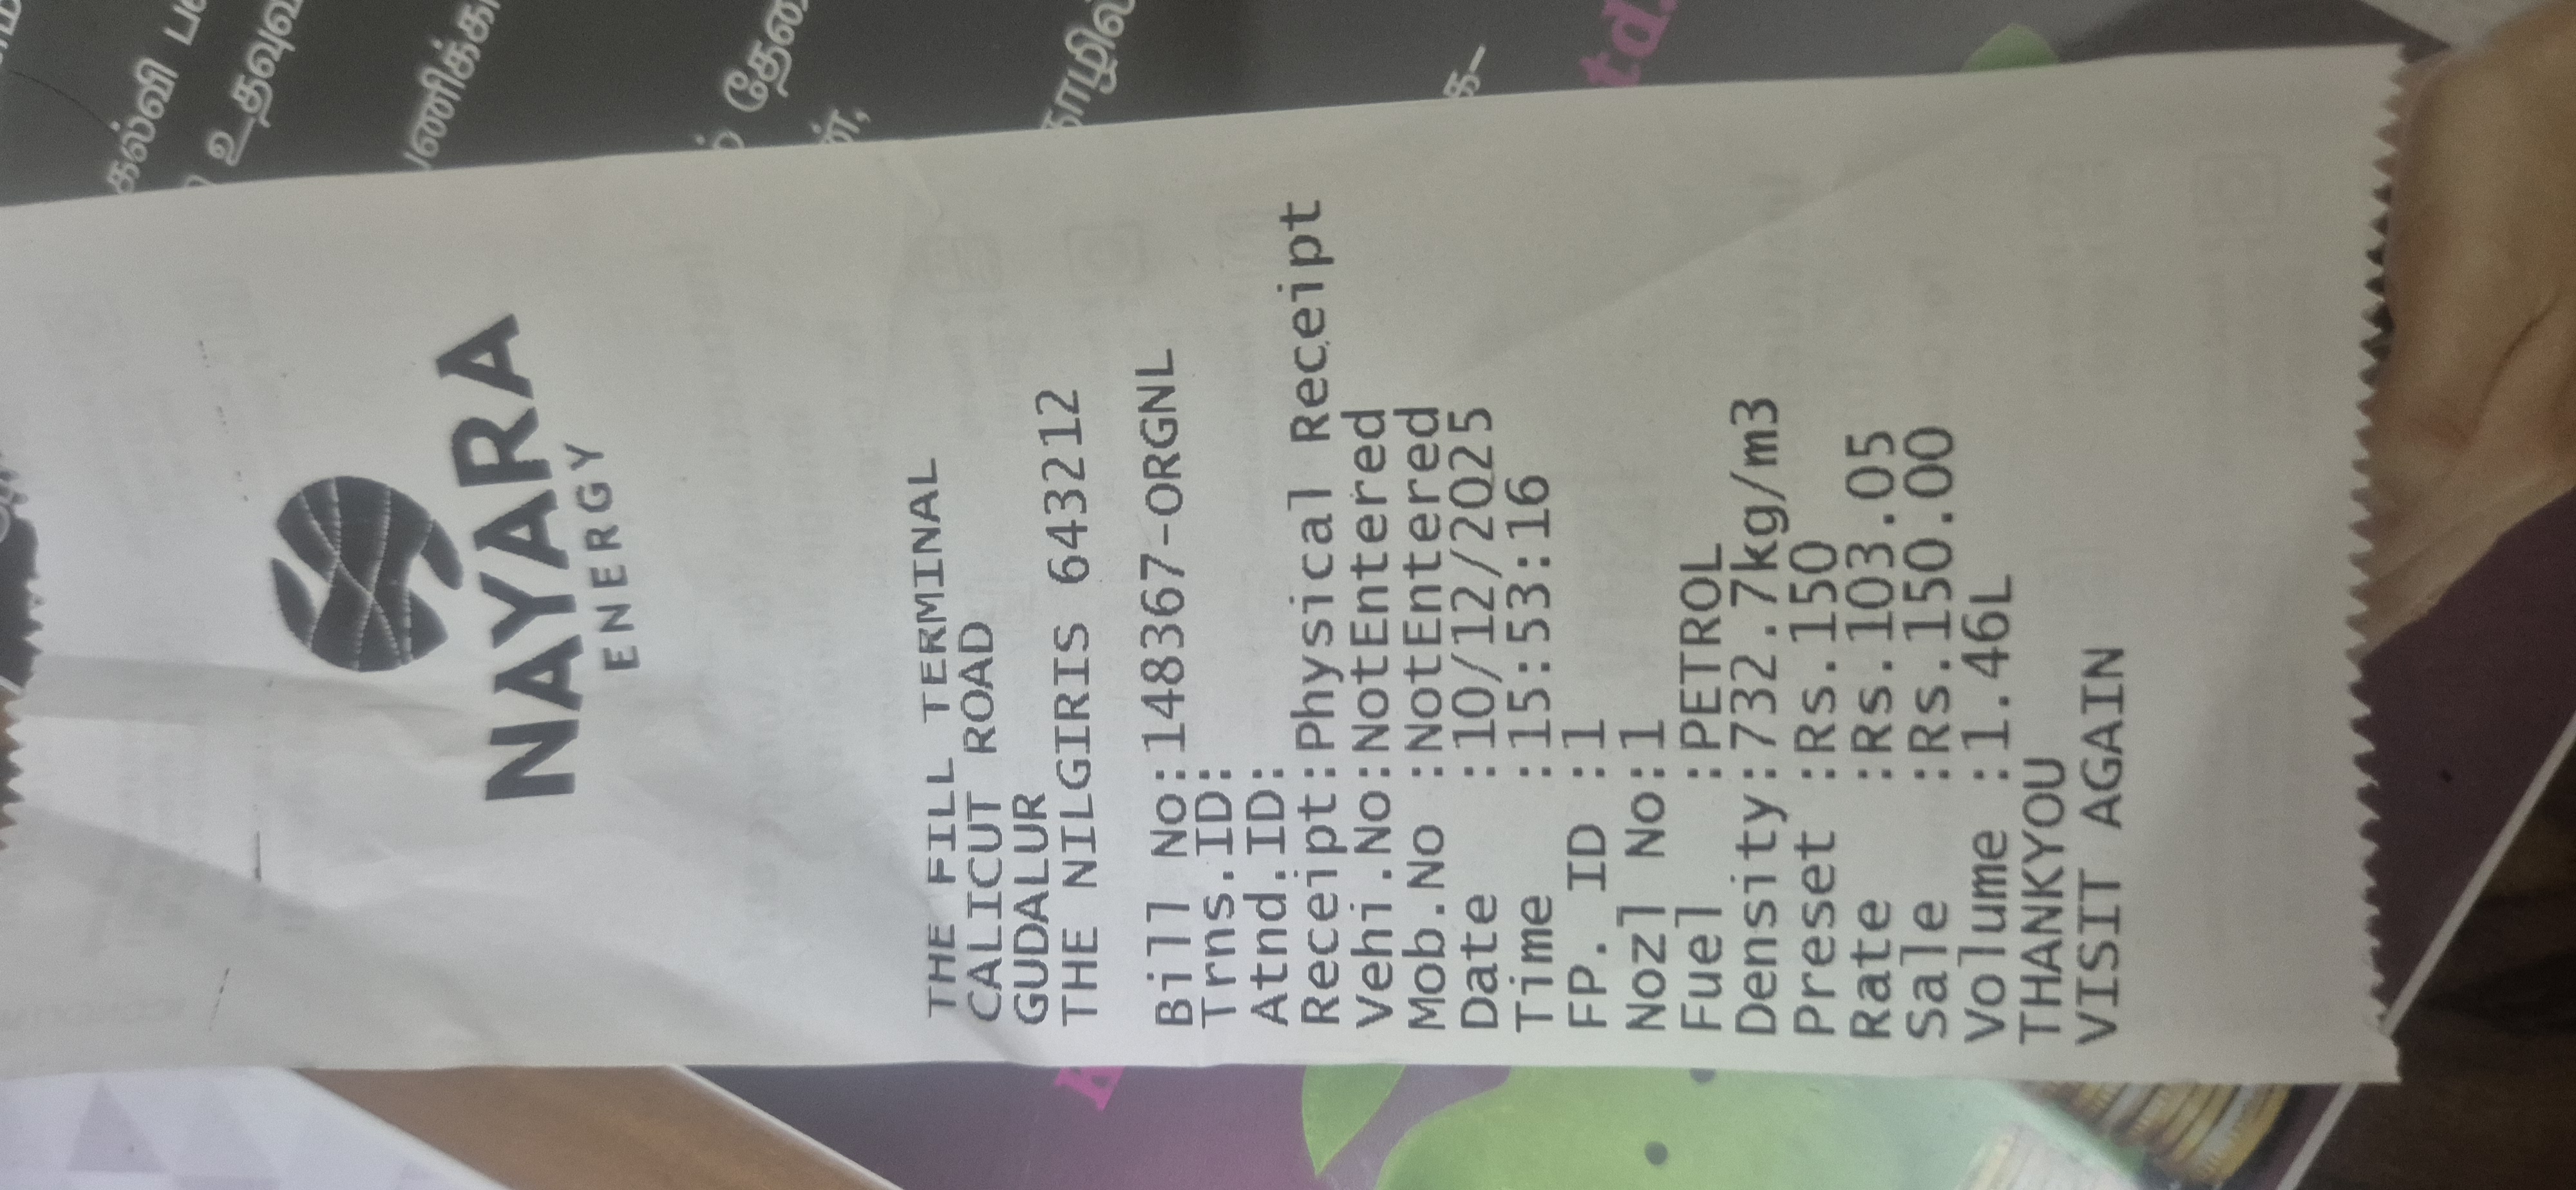 கல்வி
உதவு
தேன
க-
td.
NAYARA
ENERGY
THE FILL TERMINAL
CALICUT ROAD
GUDALUR
THE NILGIRIS 643212
Bill No:148367-ORGNL
Trns.ID:
Atnd.ID:
Receipt:Physical Receipt
Vehi.No:NotEntered
Mob.No :NotEntered
Date :10/12/2025
Time :15:53:16
FP. ID :1
Nozl No:1
Fuel :PETROL
Density:732.7kg/m3
Preset :Rs.150
Rate :Rs.103.05
Sale :Rs.150.00
Volume :1.46L
THANKYOU
VISIT AGAIN